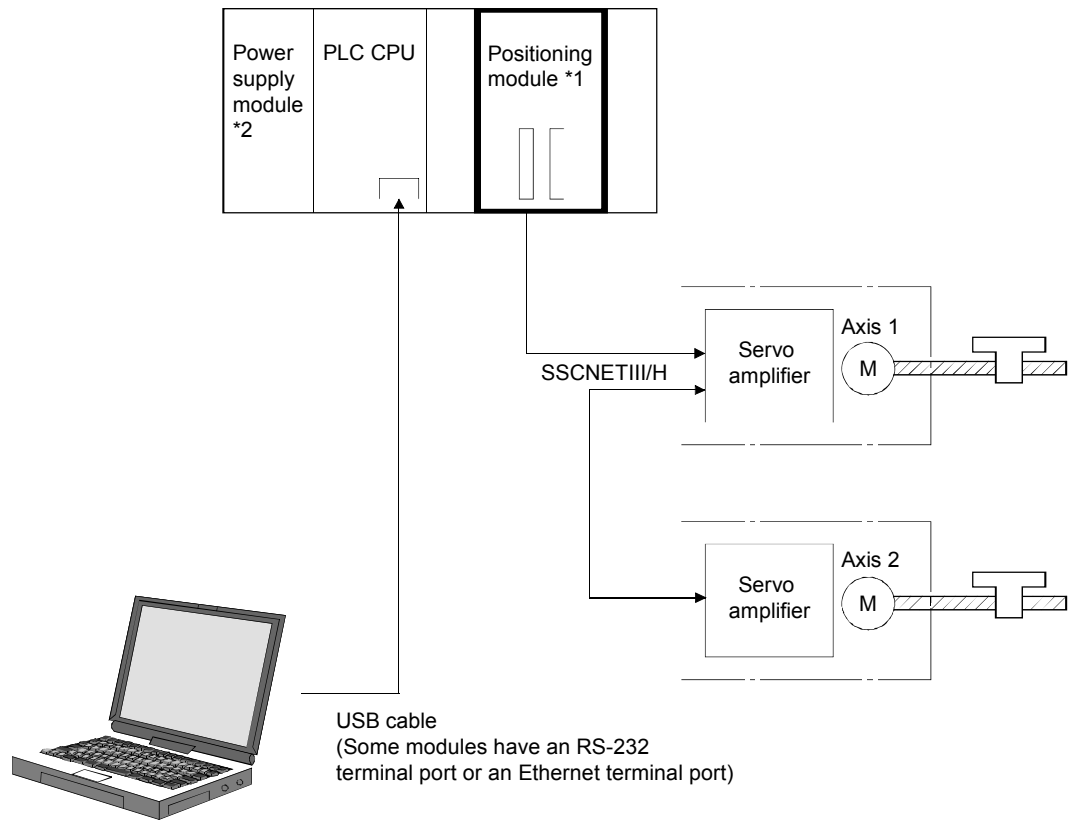 Power
supply
module
*2
PLC CPU
Positioning
module *1
SSCNETIII/H
Servo
amplifier
Axis 1
M
Servo
amplifier
Axis 2
M
USB cable
(Some modules have an RS-232
terminal port or an Ethernet terminal port)